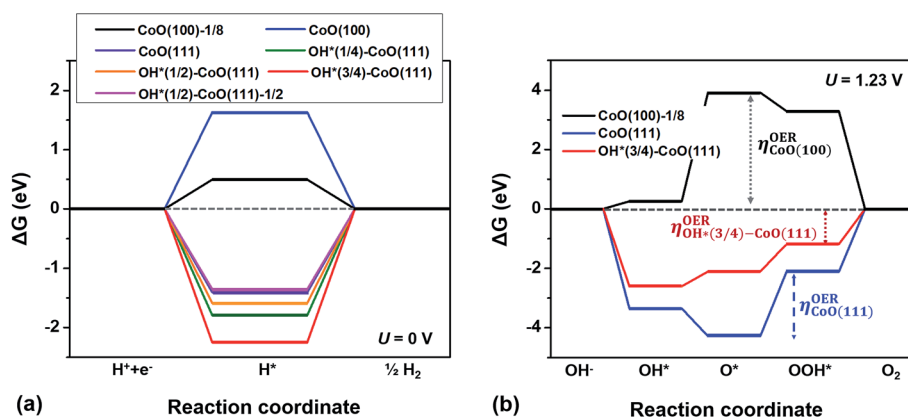 CoO(100)-1/8 CoO(100)
CoO(111) OH*(1/4)-CoO(111)
OH*(1/2)-CoO(111) OH*(3/4)-CoO(111)
OH*(1/2)-CoO(111)-1/2
2
1
0
-1
-2
ΔG (eV)
U = 0 V
H⁺+e⁻ H* ½ H₂
(a) Reaction coordinate
U = 1.23 V
CoO(100)-1/8
CoO(111)
OH*(3/4)-CoO(111)
4
2
0
-2
-4
ΔG (eV)
η^OER_CoO(100)
η^OER_OH*(3/4)−CoO(111)
η^OER_CoO(111)
OH⁻ OH* O* OOH* O₂
(b) Reaction coordinate